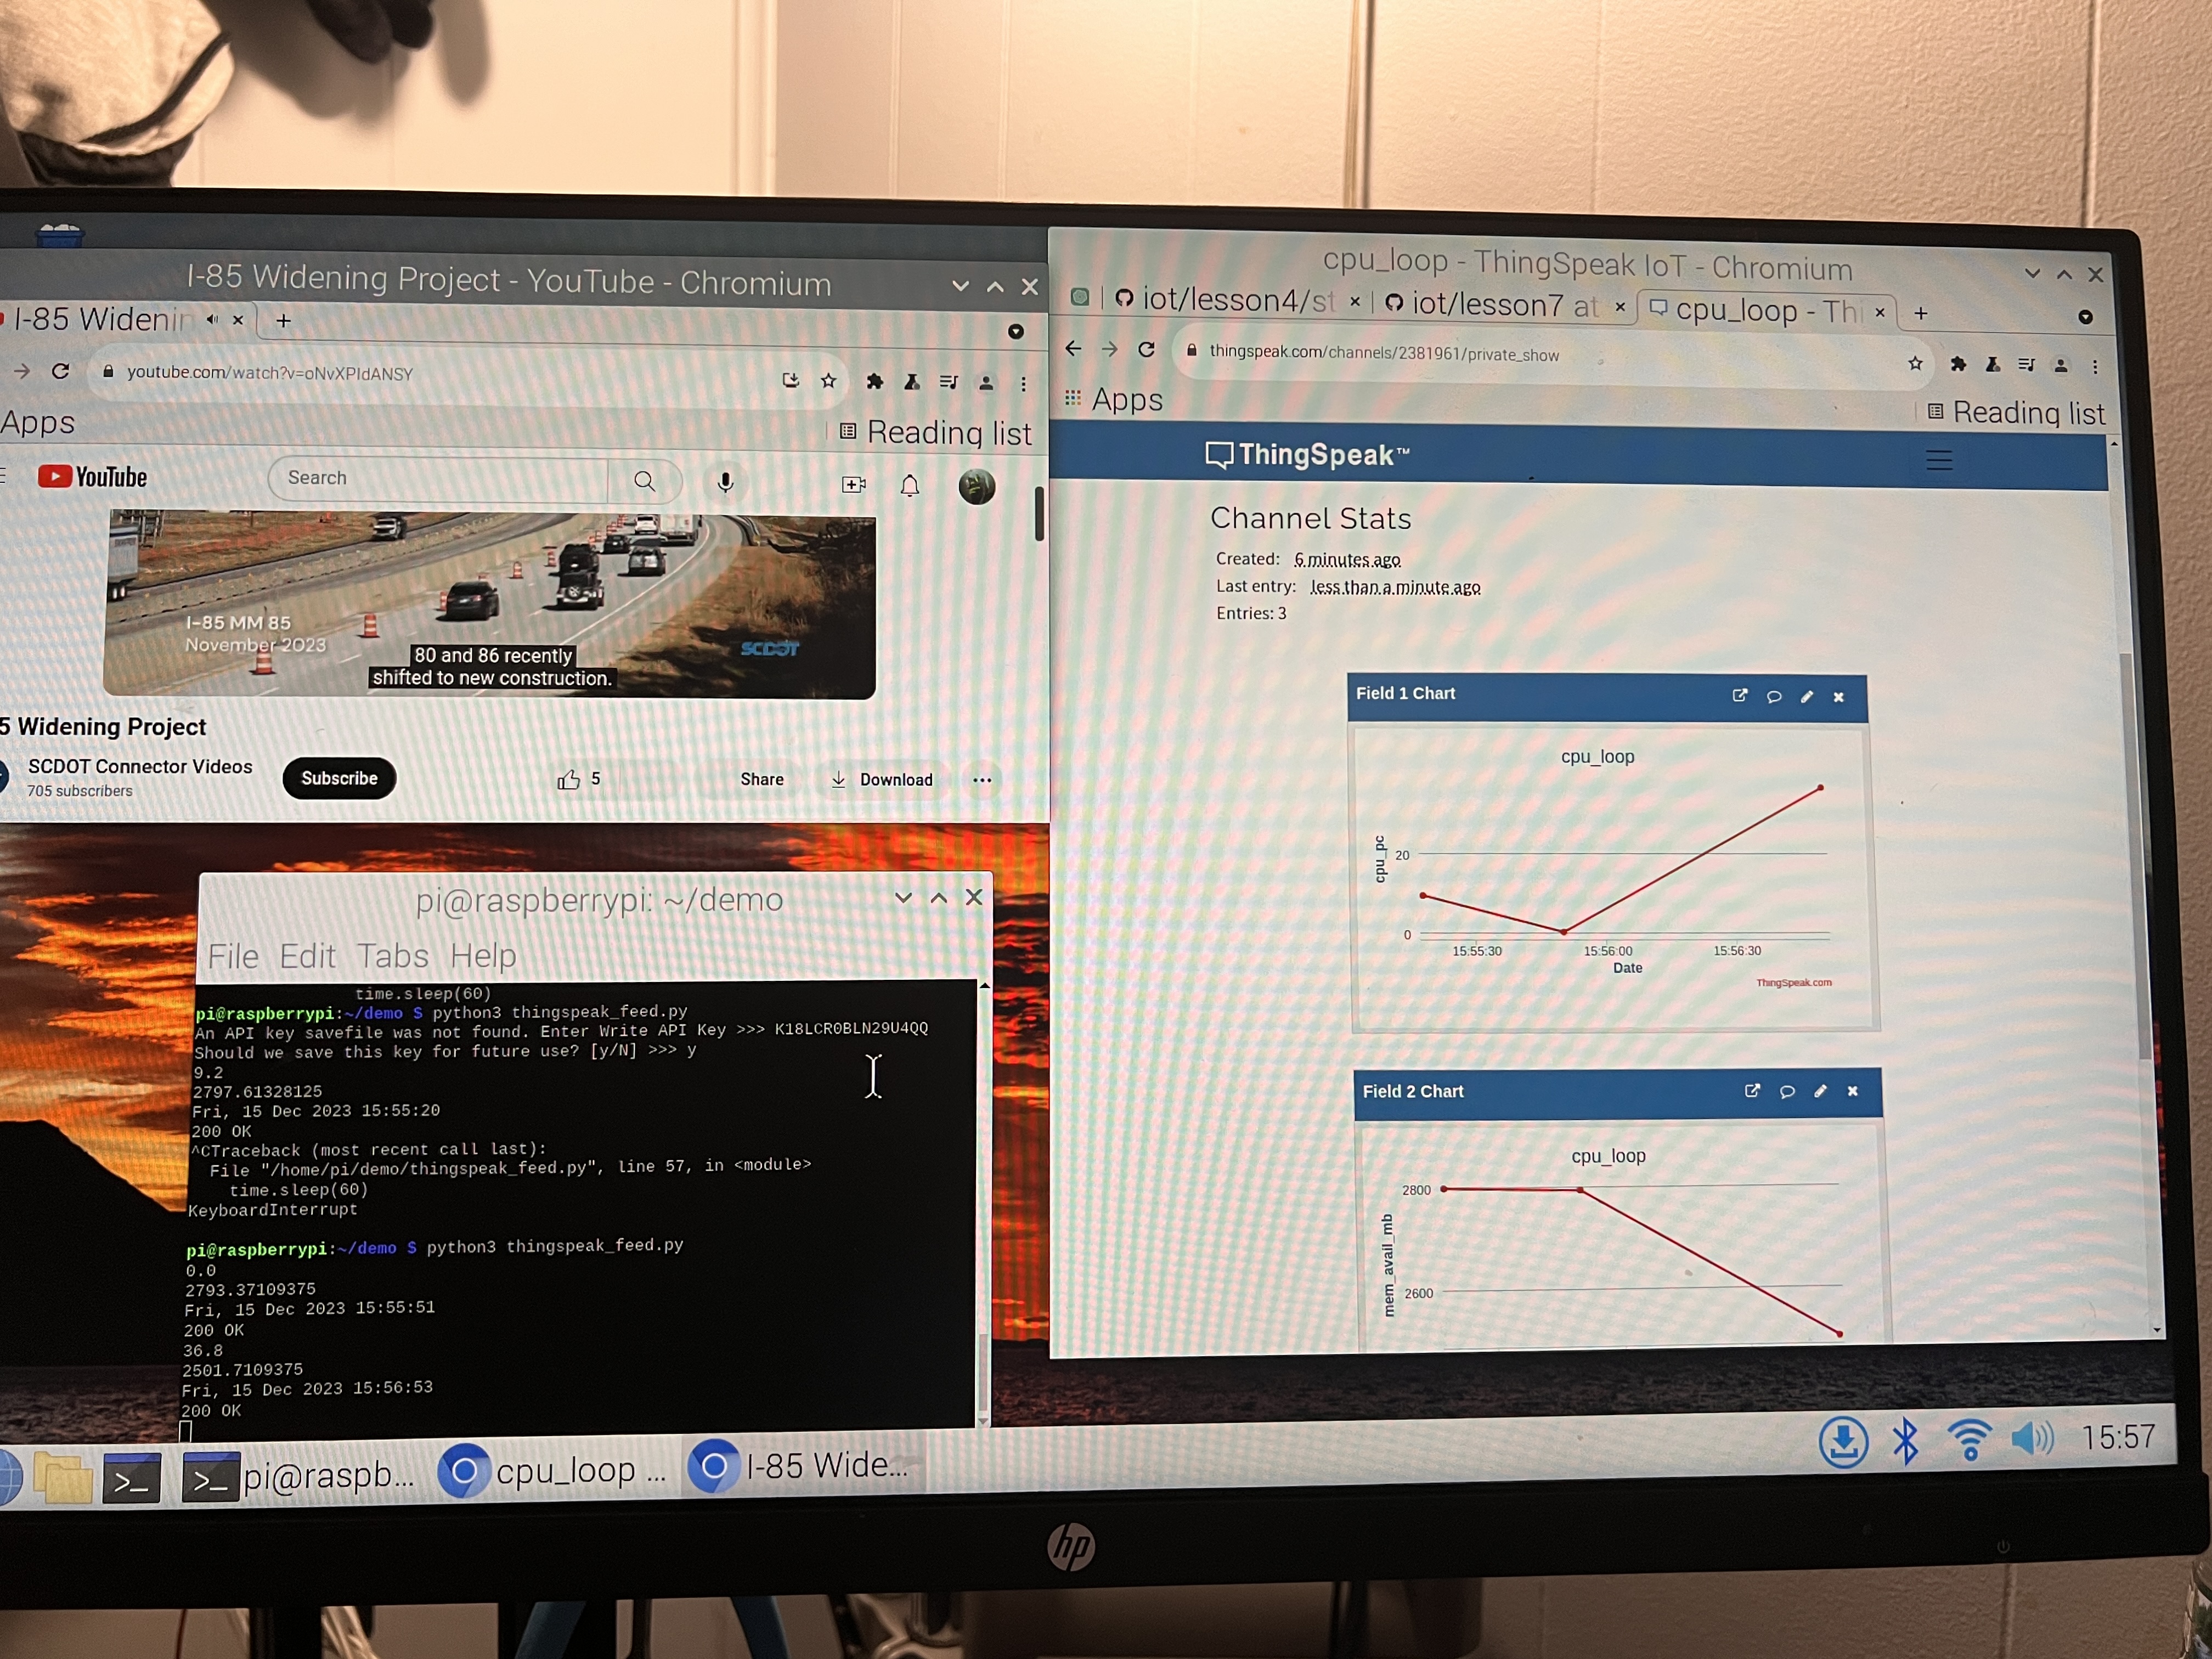 I-85 Widening Project - YouTube - Chromium
I-85 Widenin
youtube.com/watch?v=oNvXPIdANSY
Apps
Reading list
YouTube
Search
I-85 MM 85
November 2023
80 and 86 recently
shifted to new construction.
SCDOT
5 Widening Project
SCDOT Connector Videos
705 subscribers
Subscribe
5
Share
Download
pi@raspberrypi: ~/demo
File Edit Tabs Help
time.sleep(60)
pi@raspberrypi:~/demo $ python3 thingspeak_feed.py
An API key savefile was not found. Enter Write API Key >>> K18LCR0BLN29U4QQ
Should we save this key for future use? [y/N] >>> y
9.2
2797.61328125
Fri, 15 Dec 2023 15:55:20
200 OK
^CTraceback (most recent call last):
File "/home/pi/demo/thingspeak_feed.py", line 57, in <module>
time.sleep(60)
KeyboardInterrupt
pi@raspberrypi:~/demo $ python3 thingspeak_feed.py
0.0
2793.37109375
Fri, 15 Dec 2023 15:55:51
200 OK
36.8
2501.7109375
Fri, 15 Dec 2023 15:56:53
200 OK
cpu_loop - ThingSpeak IoT - Chromium
iot/lesson4/st
iot/lesson7 at
cpu_loop - Thi
thingspeak.com/channels/2381961/private_show
Apps
Reading list
ThingSpeak™
Channel Stats
Created: 6 minutes ago
Last entry: less than a minute ago
Entries: 3
Field 1 Chart
cpu_loop
cpu_pc
20
0
15:55:30
15:56:00
15:56:30
Date
ThingSpeak.com
Field 2 Chart
cpu_loop
mem_avail_mb
2800
2600
pi@raspb...
cpu_loop ...
I-85 Wide...
15:57
hp